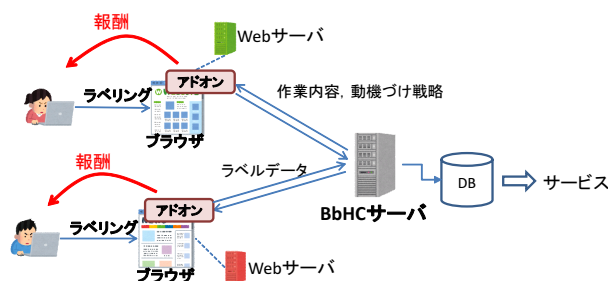 報酬
Webサーバ
アドオン
ラベリング
ブラウザ
作業内容，動機づけ戦略
報酬
ラベルデータ
アドオン
ラベリング
ブラウザ
Webサーバ
BbHCサーバ
DB
サービス